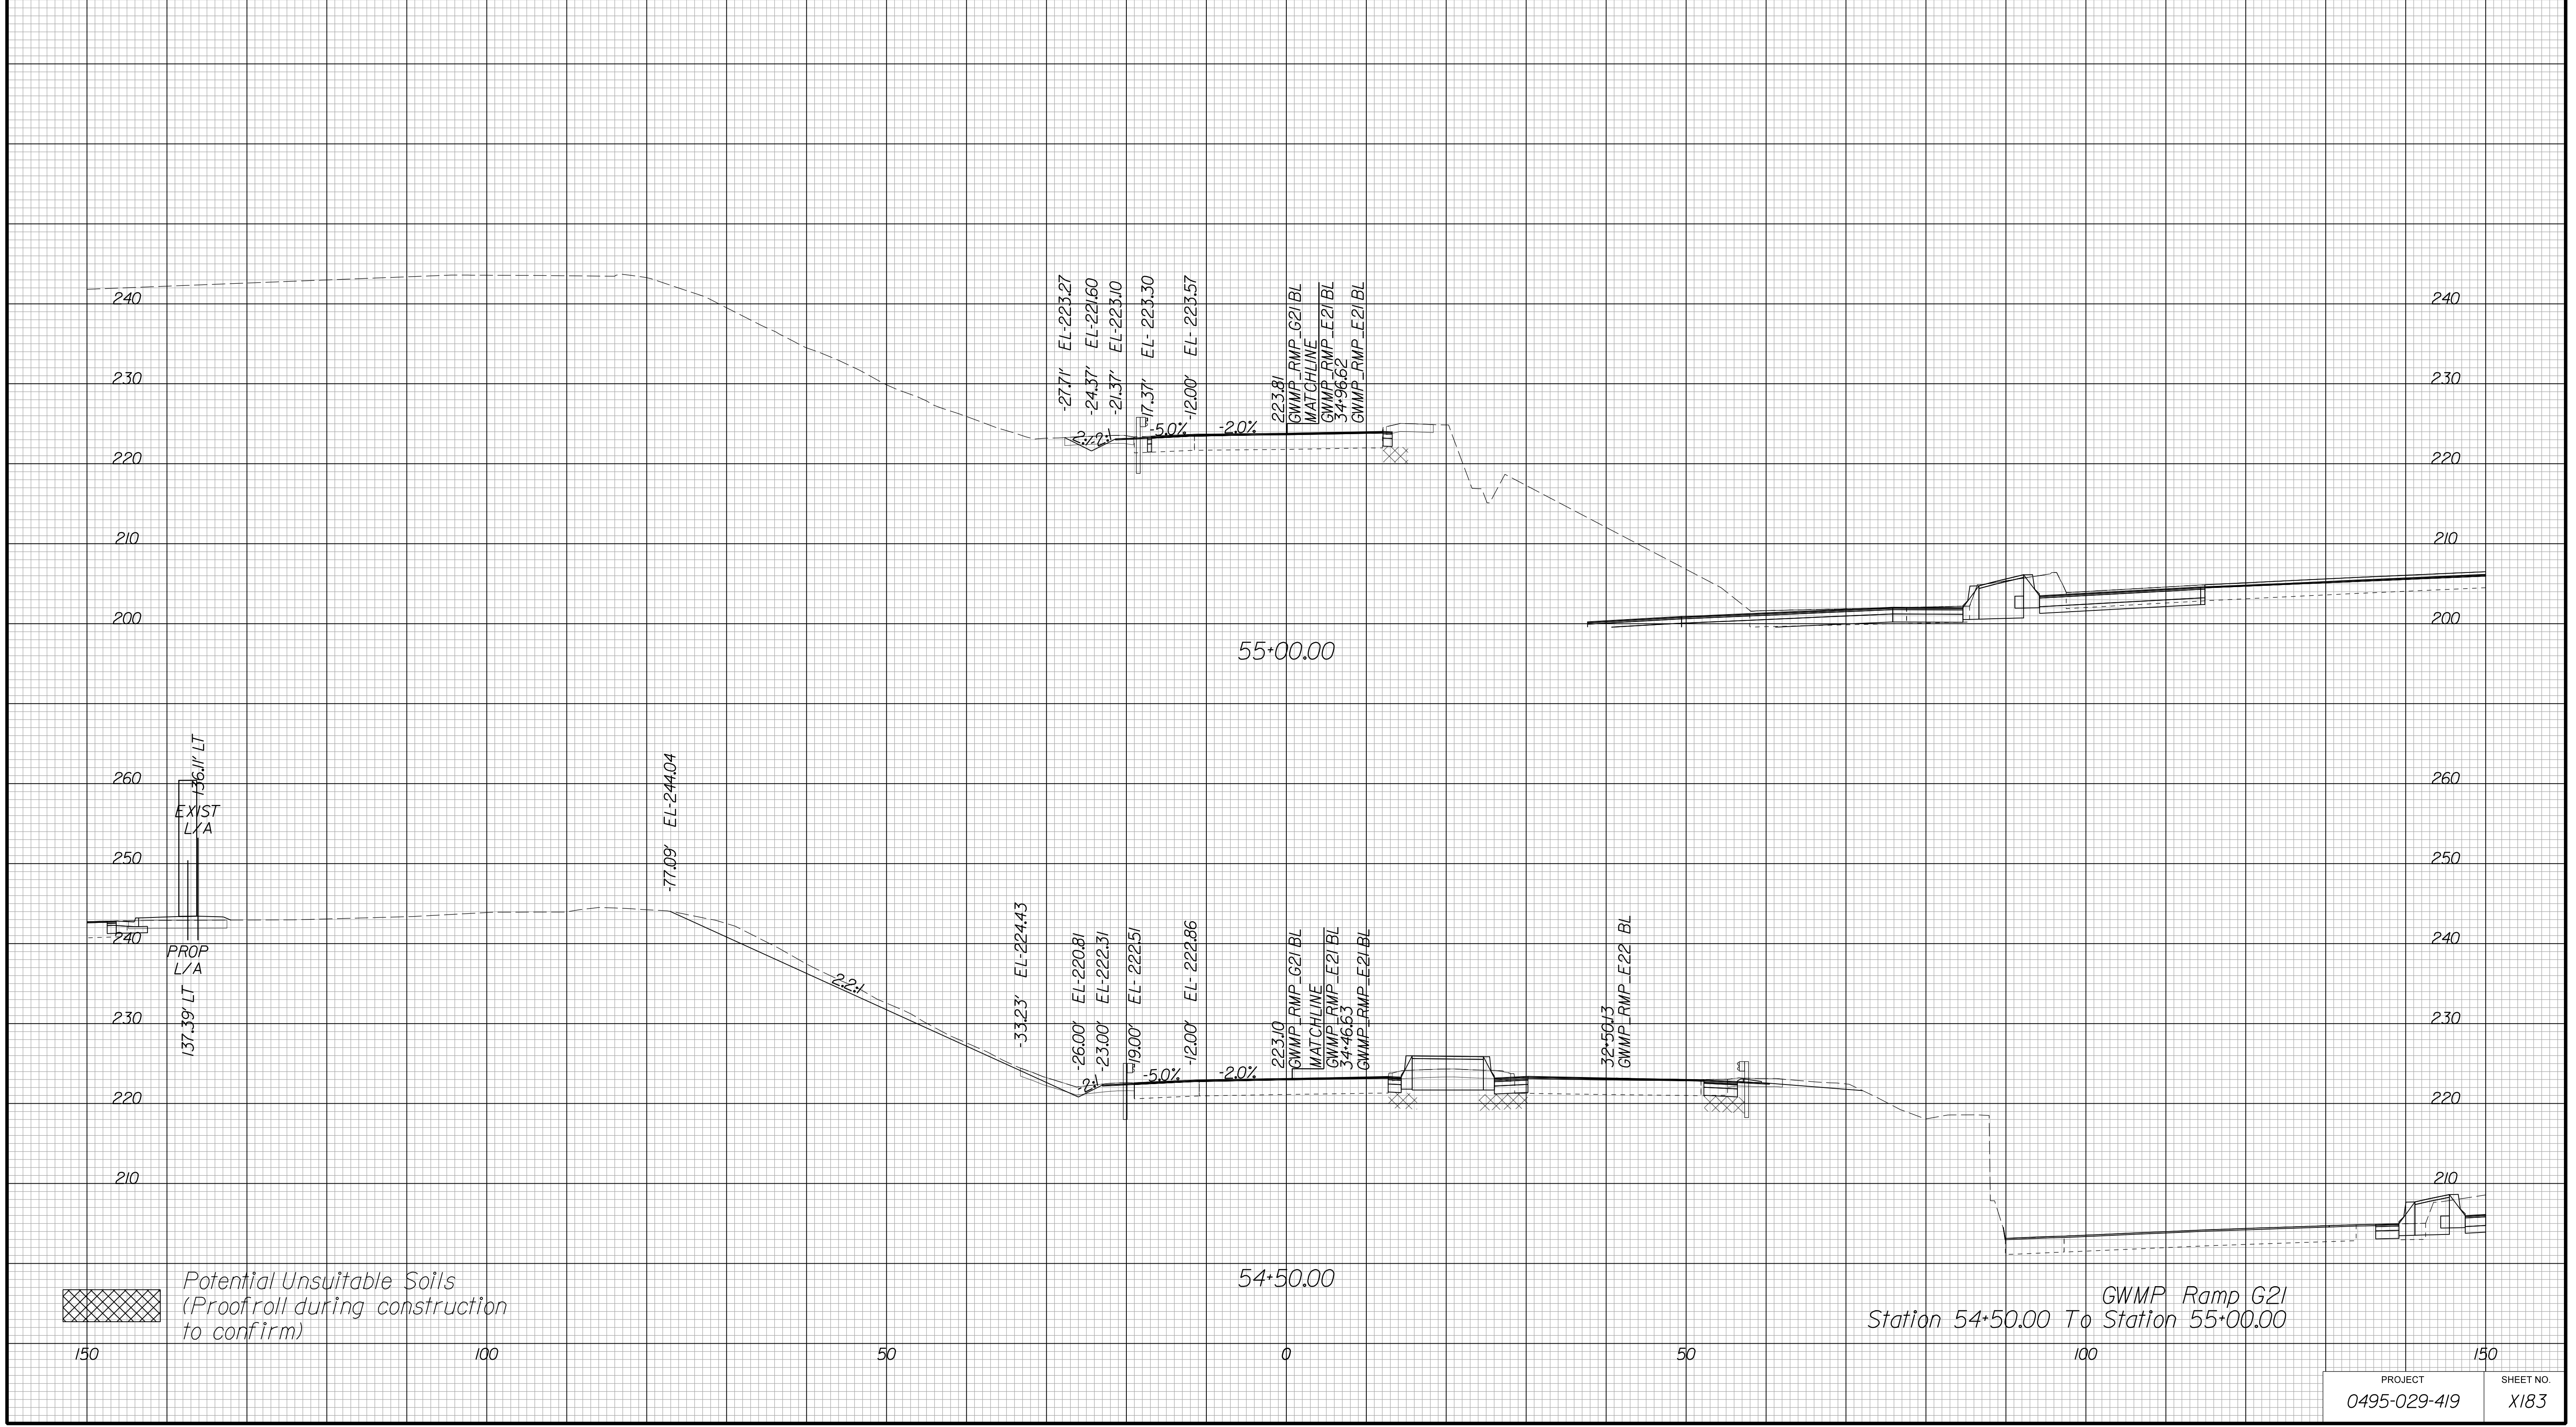 -27.71' EL-223.27
-24.37' EL-221.60
-21.37' EL-223.10
17.37' EL- 223.30
-12.00' EL- 223.57
223.81
GWMP_RMP_G21 BL
MATCHLINE
GWMP_RMP_E21 BL
34+96.62
GWMP_RMP_E21 BL
240 240
230 230
-2:1 -5.0% -2.0%
220 220
210 210
200 200
55+00.00
136.11' LT
EXIST
L/A
PROP
L/A
137.39' LT
-77.09' EL-244.04
2.2:1
-33.23' EL-224.43
-26.00' EL-220.81
-23.00' EL-222.31
-19.00' EL- 222.51
-12.00' EL- 222.86
223.10
GWMP_RMP_G21 BL
MATCHLINE
GWMP_RMP_E21 BL
34+46.63
GWMP_RMP_E21 BL
32+50.13
GWMP_RMP_E22 BL
260 260
250 250
240 240
230 230
-2:1 -5.0% -2.0%
220 220
210 210
54+50.00
Potential Unsuitable Soils
(Proofroll during construction
to confirm)
GWMP Ramp G21
Station 54+50.00 To Station 55+00.00
150 100 50 0 50 100 150
PROJECT
0495-029-419
SHEET NO.
X183